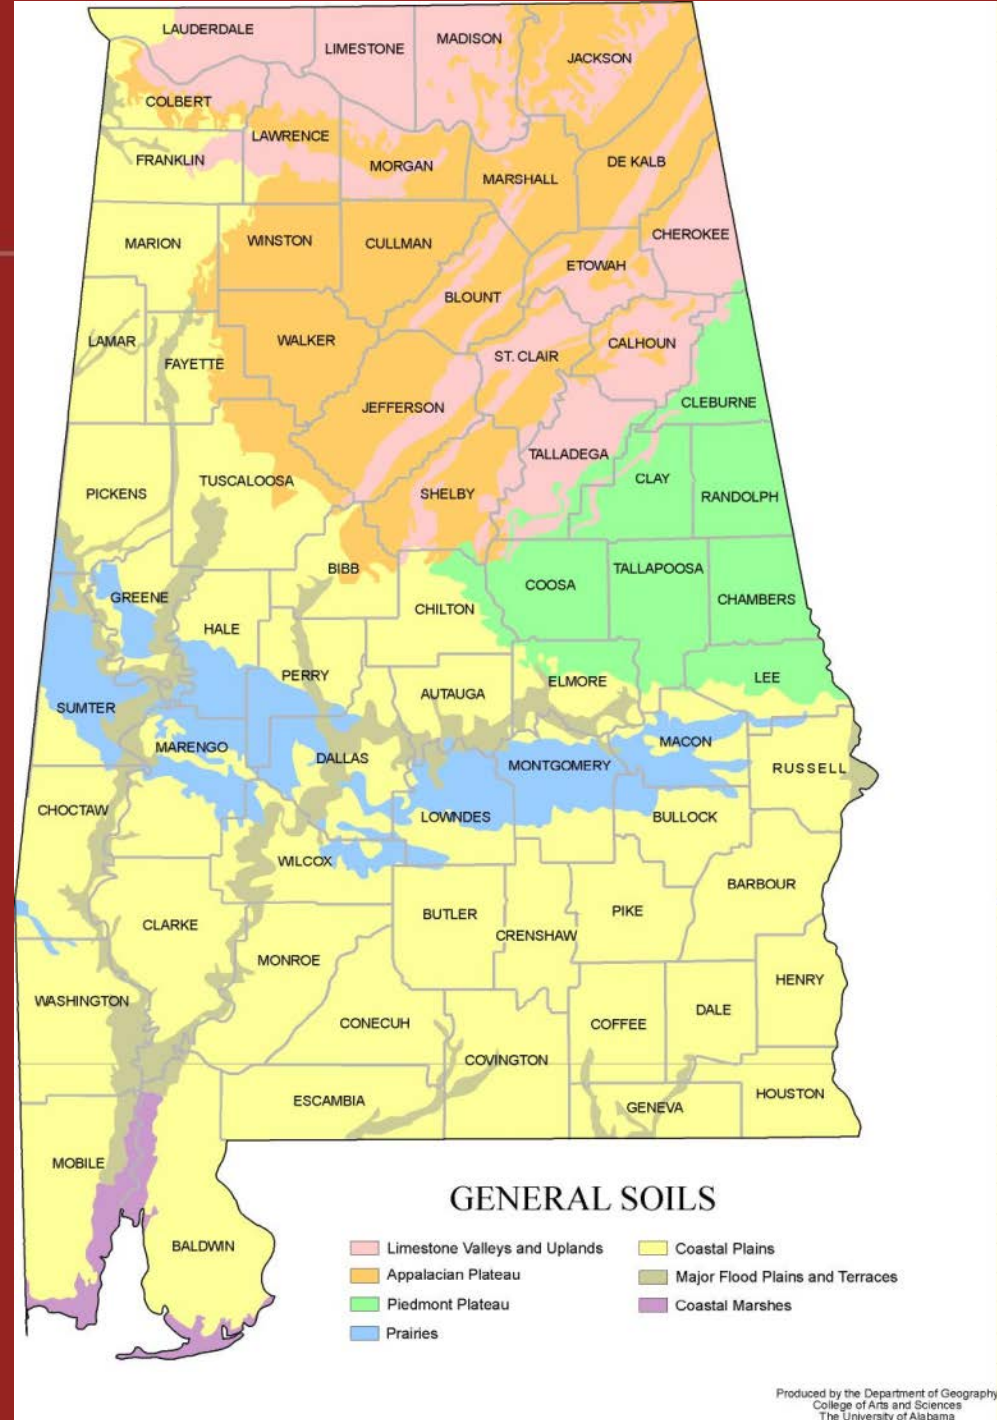 LAUDERDALE
LIMESTONE
MADISON
JACKSON
COLBERT
LAWRENCE
FRANKLIN
MORGAN
MARSHALL
DE KALB
MARION
WINSTON
CULLMAN
CHEROKEE
ETOWAH
BLOUNT
LAMAR
FAYETTE
WALKER
ST. CLAIR
CALHOUN
JEFFERSON
CLEBURNE
TALLADEGA
PICKENS
TUSCALOOSA
SHELBY
CLAY
RANDOLPH
BIBB
GREENE
HALE
CHILTON
COOSA
TALLAPOOSA
CHAMBERS
PERRY
AUTAUGA
ELMORE
LEE
SUMTER
MARENGO
DALLAS
MONTGOMERY
MACON
RUSSELL
CHOCTAW
LOWNDES
BULLOCK
WILCOX
BARBOUR
CLARKE
BUTLER
CRENSHAW
PIKE
MONROE
HENRY
WASHINGTON
CONECUH
COFFEE
DALE
COVINGTON
ESCAMBIA
GENEVA
HOUSTON
MOBILE
BALDWIN
GENERAL SOILS
Limestone Valleys and Uplands
Appalacian Plateau
Piedmont Plateau
Prairies
Coastal Plains
Major Flood Plains and Terraces
Coastal Marshes
Produced by the Department of Geography
College of Arts and Sciences
The University of Alabama